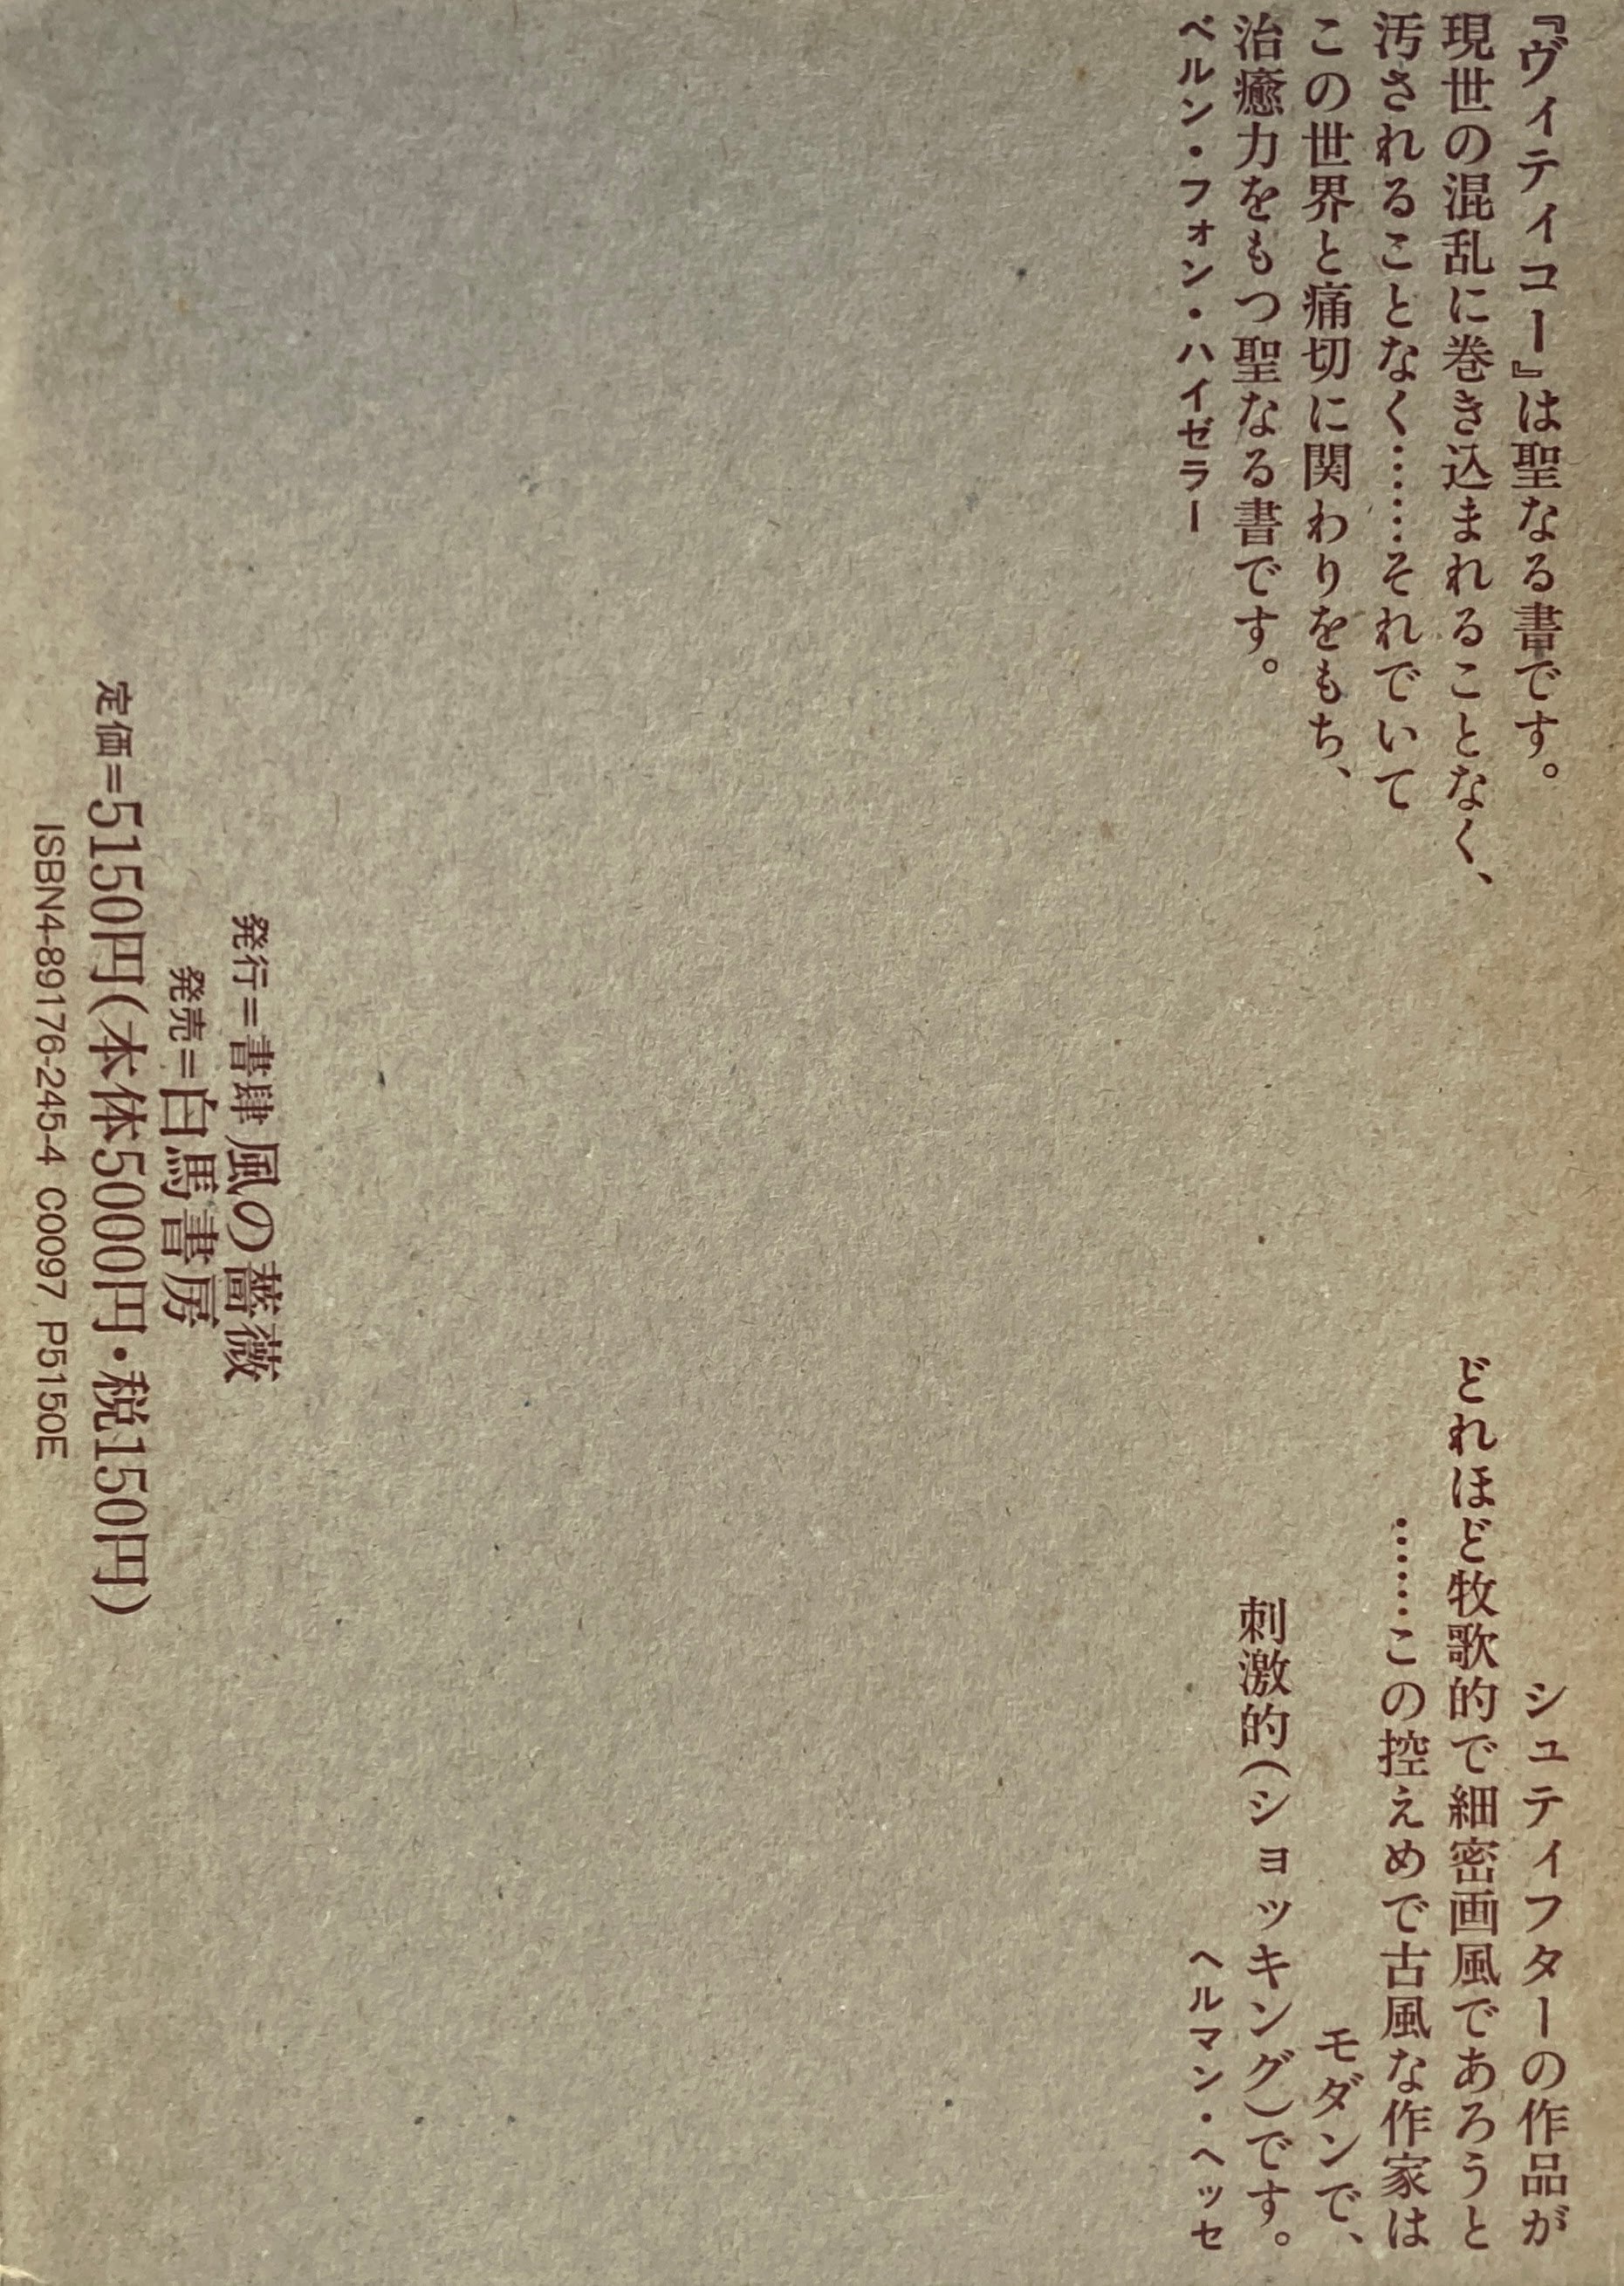 『ヴィティコー』は聖なる書です。
現世の混乱に巻き込まれることなく、
汚されることなく……それでいて
この世界と痛切に関わりをもち、
治癒力をもつ聖なる書です。
ベルン・フォン・ハイゼラー
シュティフターの作品が
どれほど牧歌的で細密画風であろうと
……この控えめで古風な作家は
モダンで、
刺激的(ショッキング)です。
ヘルマン・ヘッセ
発行=書肆 風の薔薇
発売=白馬書房
定価=5150円(本体5000円・税150円)
ISBN4-89176-245-4 C0097 P5150E